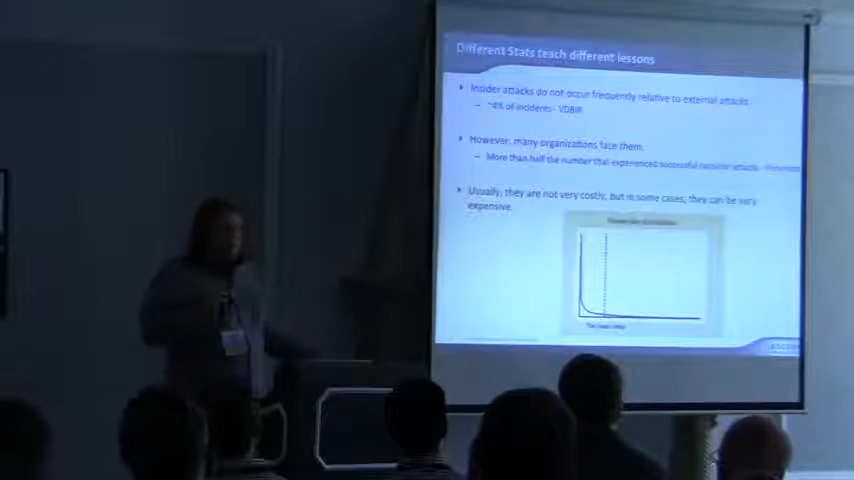 Different Stats teach different lessons
Insider attacks do not occur frequently relative to external attacks
~4% of incidents - VDBIR
However, many organizations face them
More than half the number that experienced successful outsider attacks -
Usually, they are not very costly, but in some cases, they can be very
expensive.